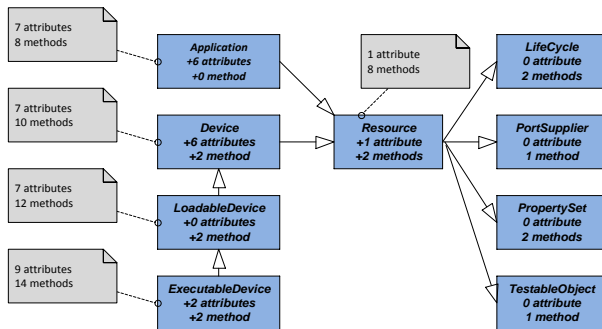 7 attributes
8 methods
Application
+6 attributes
+0 method
1 attribute
8 methods
LifeCycle
0 attribute
2 methods
7 attributes
10 methods
Device
+6 attributes
+2 method
Resource
+1 attribute
+2 methods
PortSupplier
0 attribute
1 method
7 attributes
12 methods
LoadableDevice
+0 attributes
+2 method
PropertySet
0 attribute
2 methods
9 attributes
14 methods
ExecutableDevice
+2 attributes
+2 method
TestableObject
0 attribute
1 method